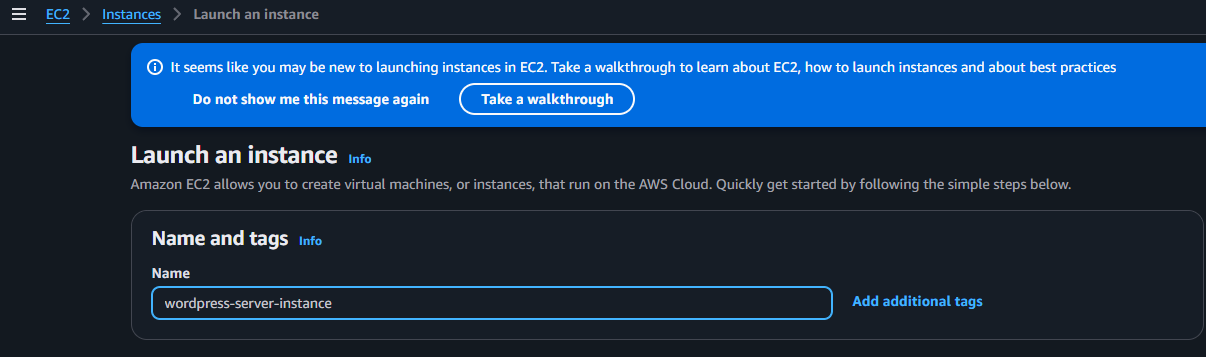 EC2 > Instances > Launch an instance
It seems like you may be new to launching instances in EC2. Take a walkthrough to learn about EC2, how to launch instances and about best practices
Do not show me this message again Take a walkthrough
Launch an instance Info
Amazon EC2 allows you to create virtual machines, or instances, that run on the AWS Cloud. Quickly get started by following the simple steps below.
Name and tags Info
Name
wordpress-server-instance Add additional tags